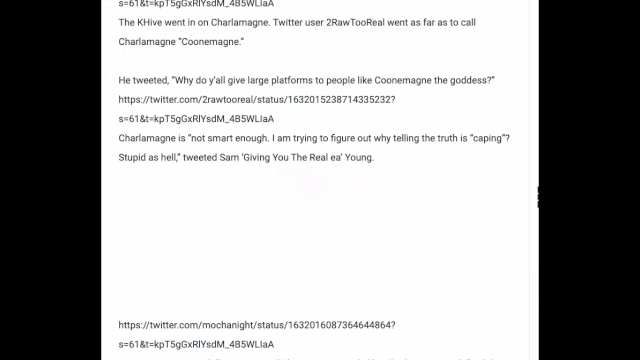 s=61&t=kpT5gGxRlYsdM_4B5WLIaA
The KHive went in on Charlamagne. Twitter user 2RawTooReal went as far as to call
Charlamagne “Coonemagne.”
He tweeted, “Why do y’all give large platforms to people like Coonemagne the goddess?”
https://twitter.com/2rawtooreal/status/1632015238714335232?
s=61&t=kpT5gGxRlYsdM_4B5WLIaA
Charlamagne is “not smart enough. I am trying to figure out why telling the truth is “caping”?
Stupid as hell,” tweeted Sam ‘Giving You The Real ea’ Young.
https://twitter.com/mochanight/status/1632016087364644864?
s=61&t=kpT5gGxRlYsdM_4B5WLIaA